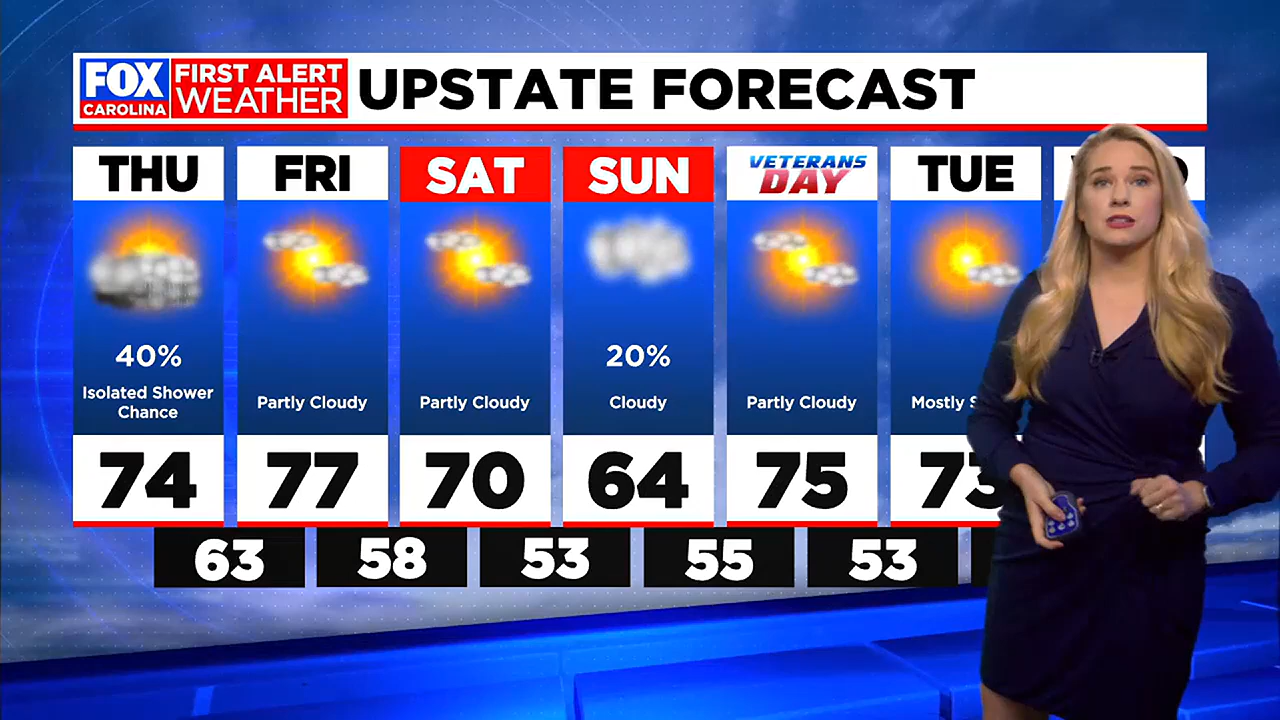 FOX
CAROLINA
FIRST ALERT
WEATHER
UPSTATE FORECAST
THU
FRI
SAT
SUN
VETERANS
DAY
TUE
40%
20%
Isolated Shower
Chance
Partly Cloudy
Partly Cloudy
Cloudy
Partly Cloudy
Mostly
74
77
70
64
75
73
63
58
53
55
53